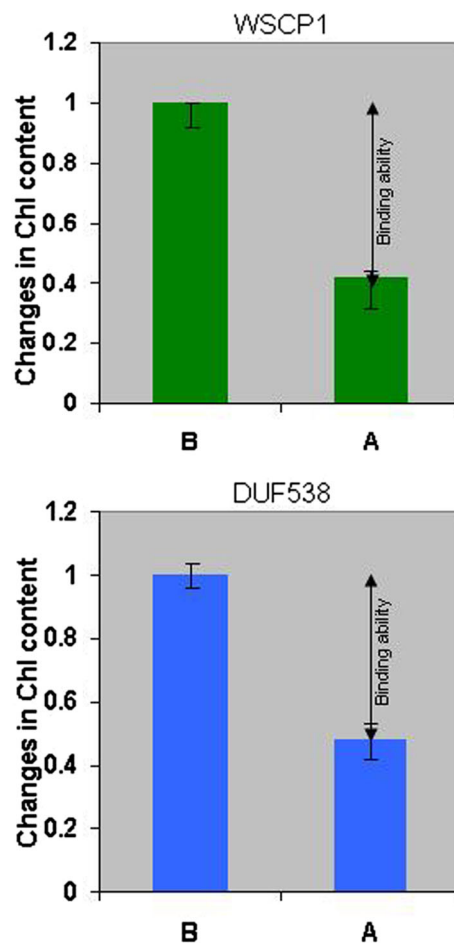 WSCP1
1.2
1
0.8
0.6
0.4
0.2
0
Changes in Chl content
Binding ability
B A
DUF538
1.2
1
0.8
0.6
0.4
0.2
0
Changes in Chl content
Binding ability
B A